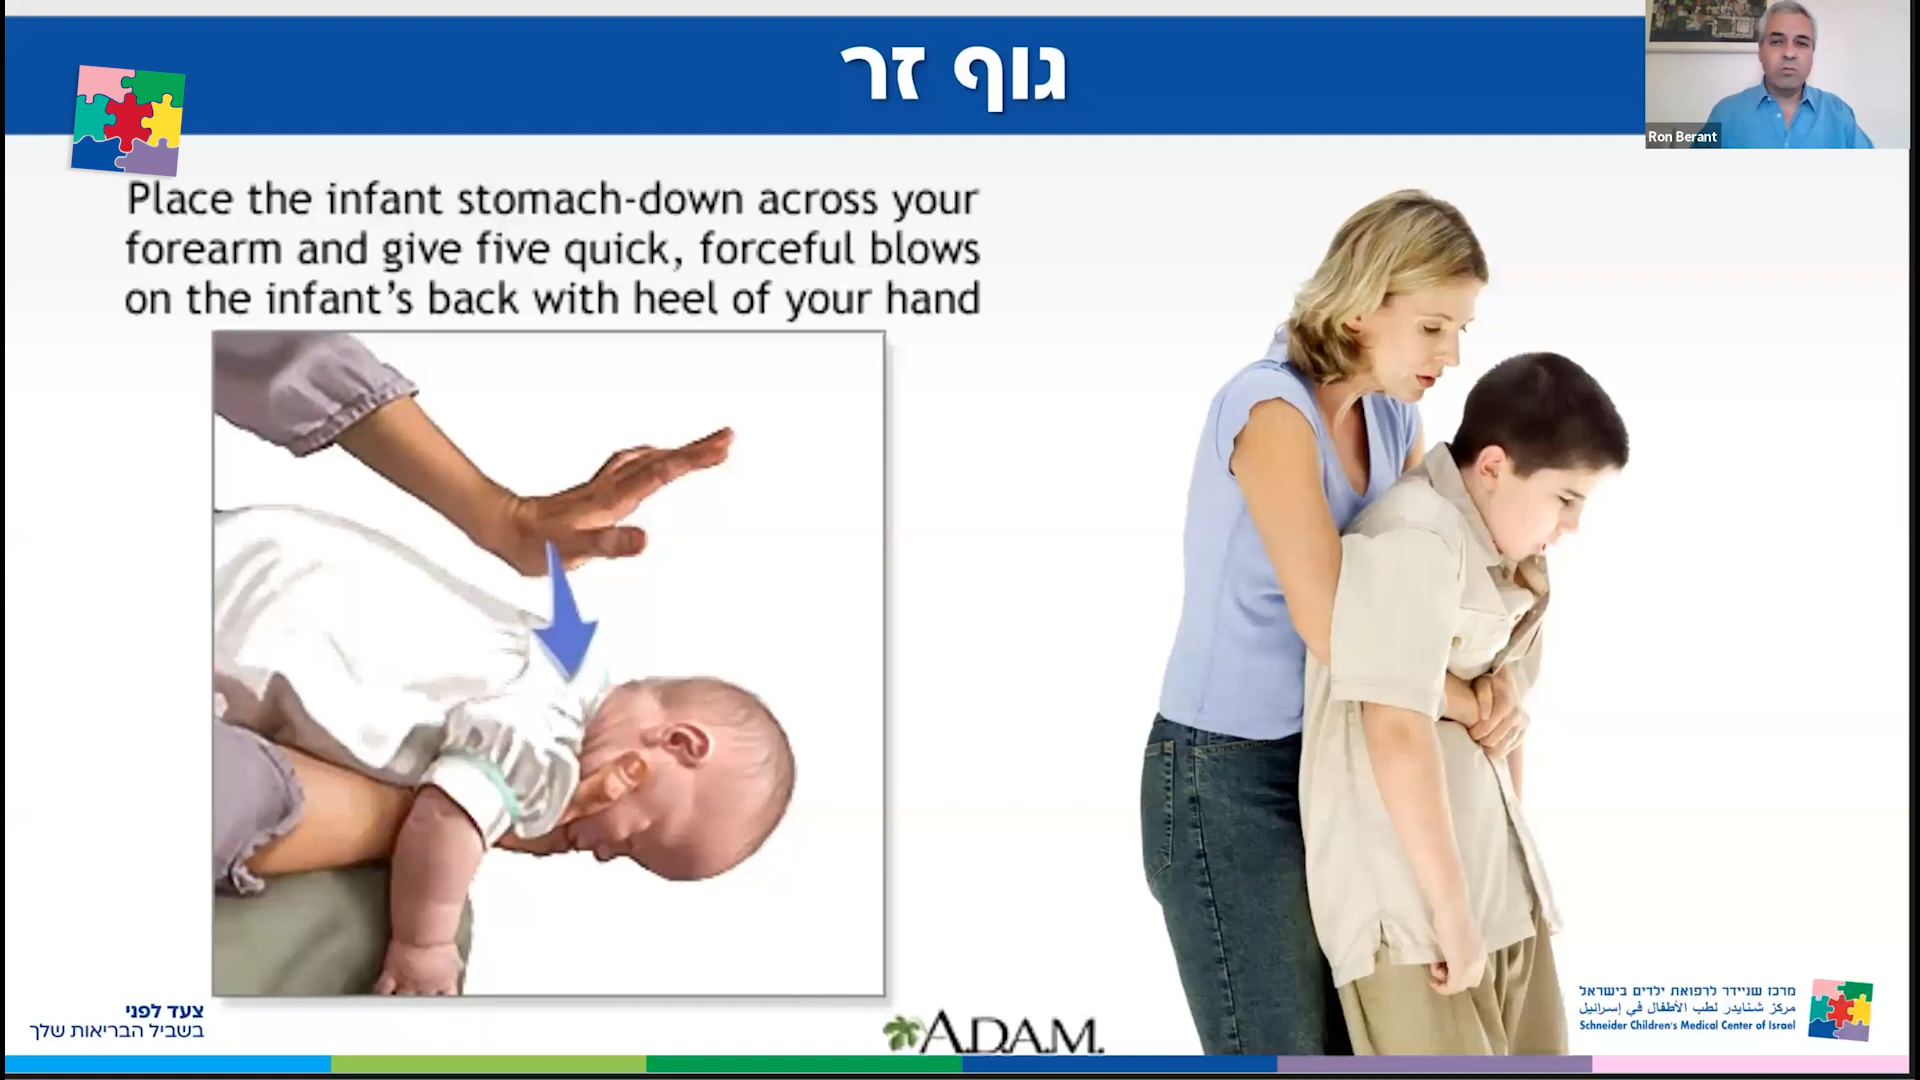 גוף זר
Ron Berant
Place the infant stomach-down across your
forearm and give five quick, forceful blows
on the infant's back with heel of your hand
צעד לפני
בשביל הבריאות שלך
A.D.A.M.
מרכז שניידר לרפואת ילדים בישראל
مركز شنايدر لطب الأطفال في إسرائيل
Schneider Children's Medical Center of Israel